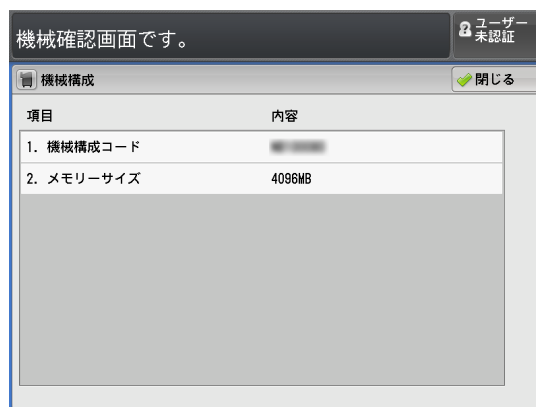 機械確認画面です。
ユーザー
未認証
機械構成
閉じる
項目 内容
1. 機械構成コード
2. メモリーサイズ 4096MB